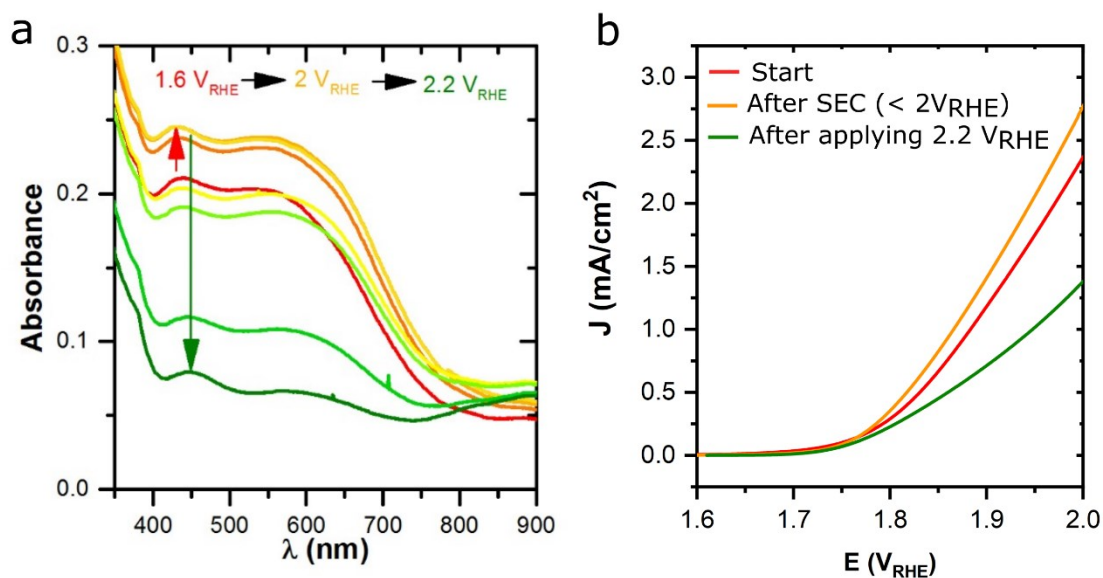 a
0.3
0.2
0.1
0.0
Absorbance
1.6 VRHE 2 VRHE 2.2 VRHE
400 500 600 700 800 900
λ (nm)
b
3.0
2.5
2.0
1.5
1.0
0.5
0.0
J (mA/cm²)
Start
After SEC (< 2VRHE)
After applying 2.2 VRHE
1.6 1.7 1.8 1.9 2.0
E (VRHE)